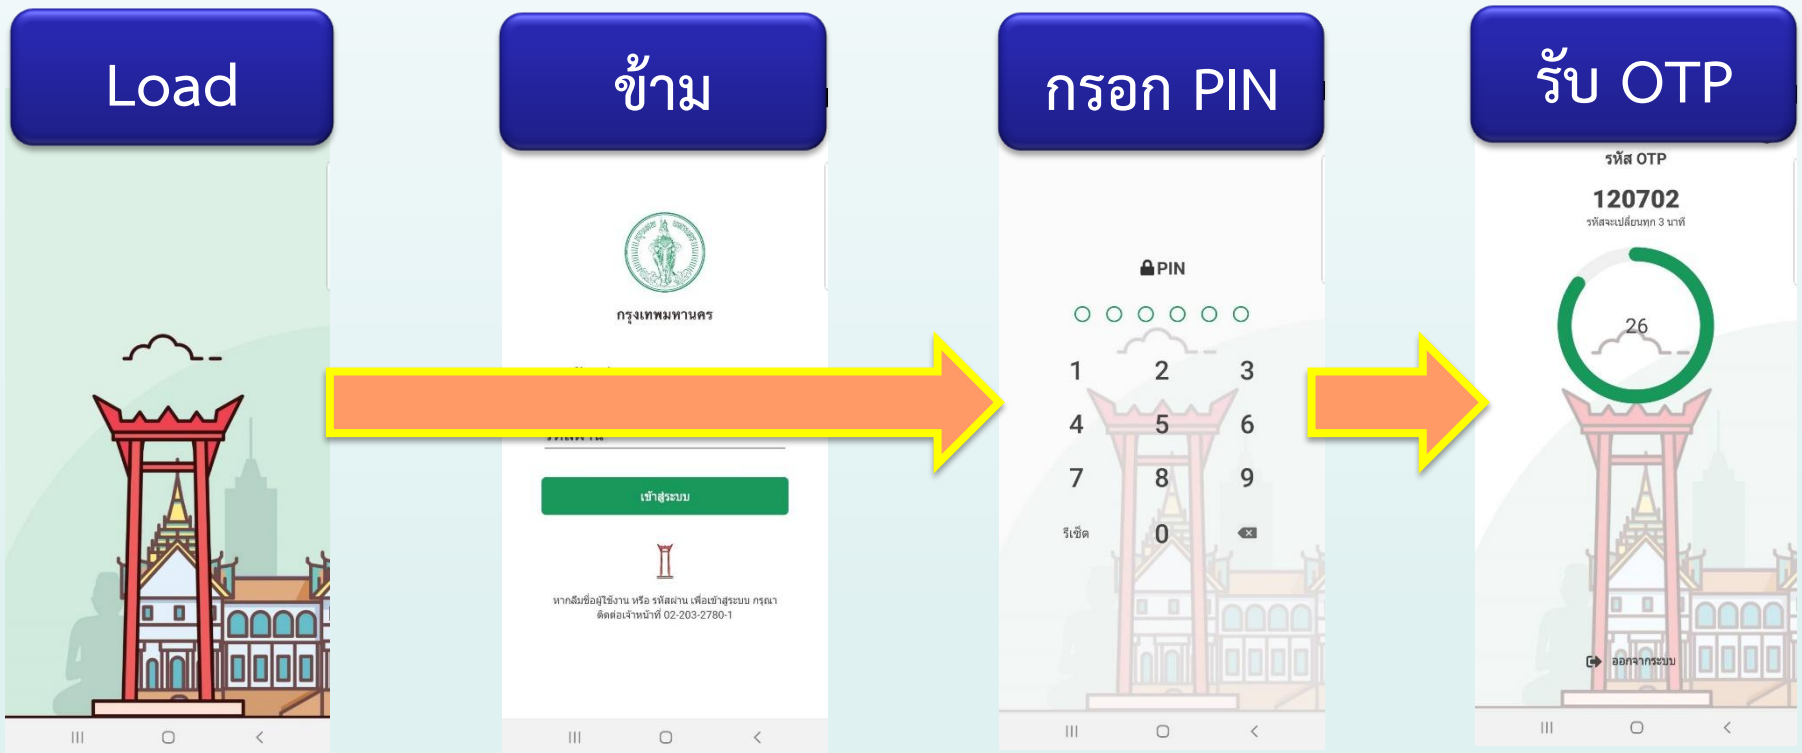 Load
ข้าม
กรอก PIN
รับ OTP
กรุงเทพมหานคร
เข้าสู่ระบบ
หากลืมชื่อผู้ใช้งาน หรือ รหัสผ่าน เพื่อเข้าสู่ระบบ กรุณา
ติดต่อเจ้าหน้าที่ 02-203-2780-1
PIN
1 2 3
4 5 6
7 8 9
รีเซ็ต 0
รหัส OTP
120702
รหัสจะเปลี่ยนทุก 3 นาที
26
ออกจากระบบ